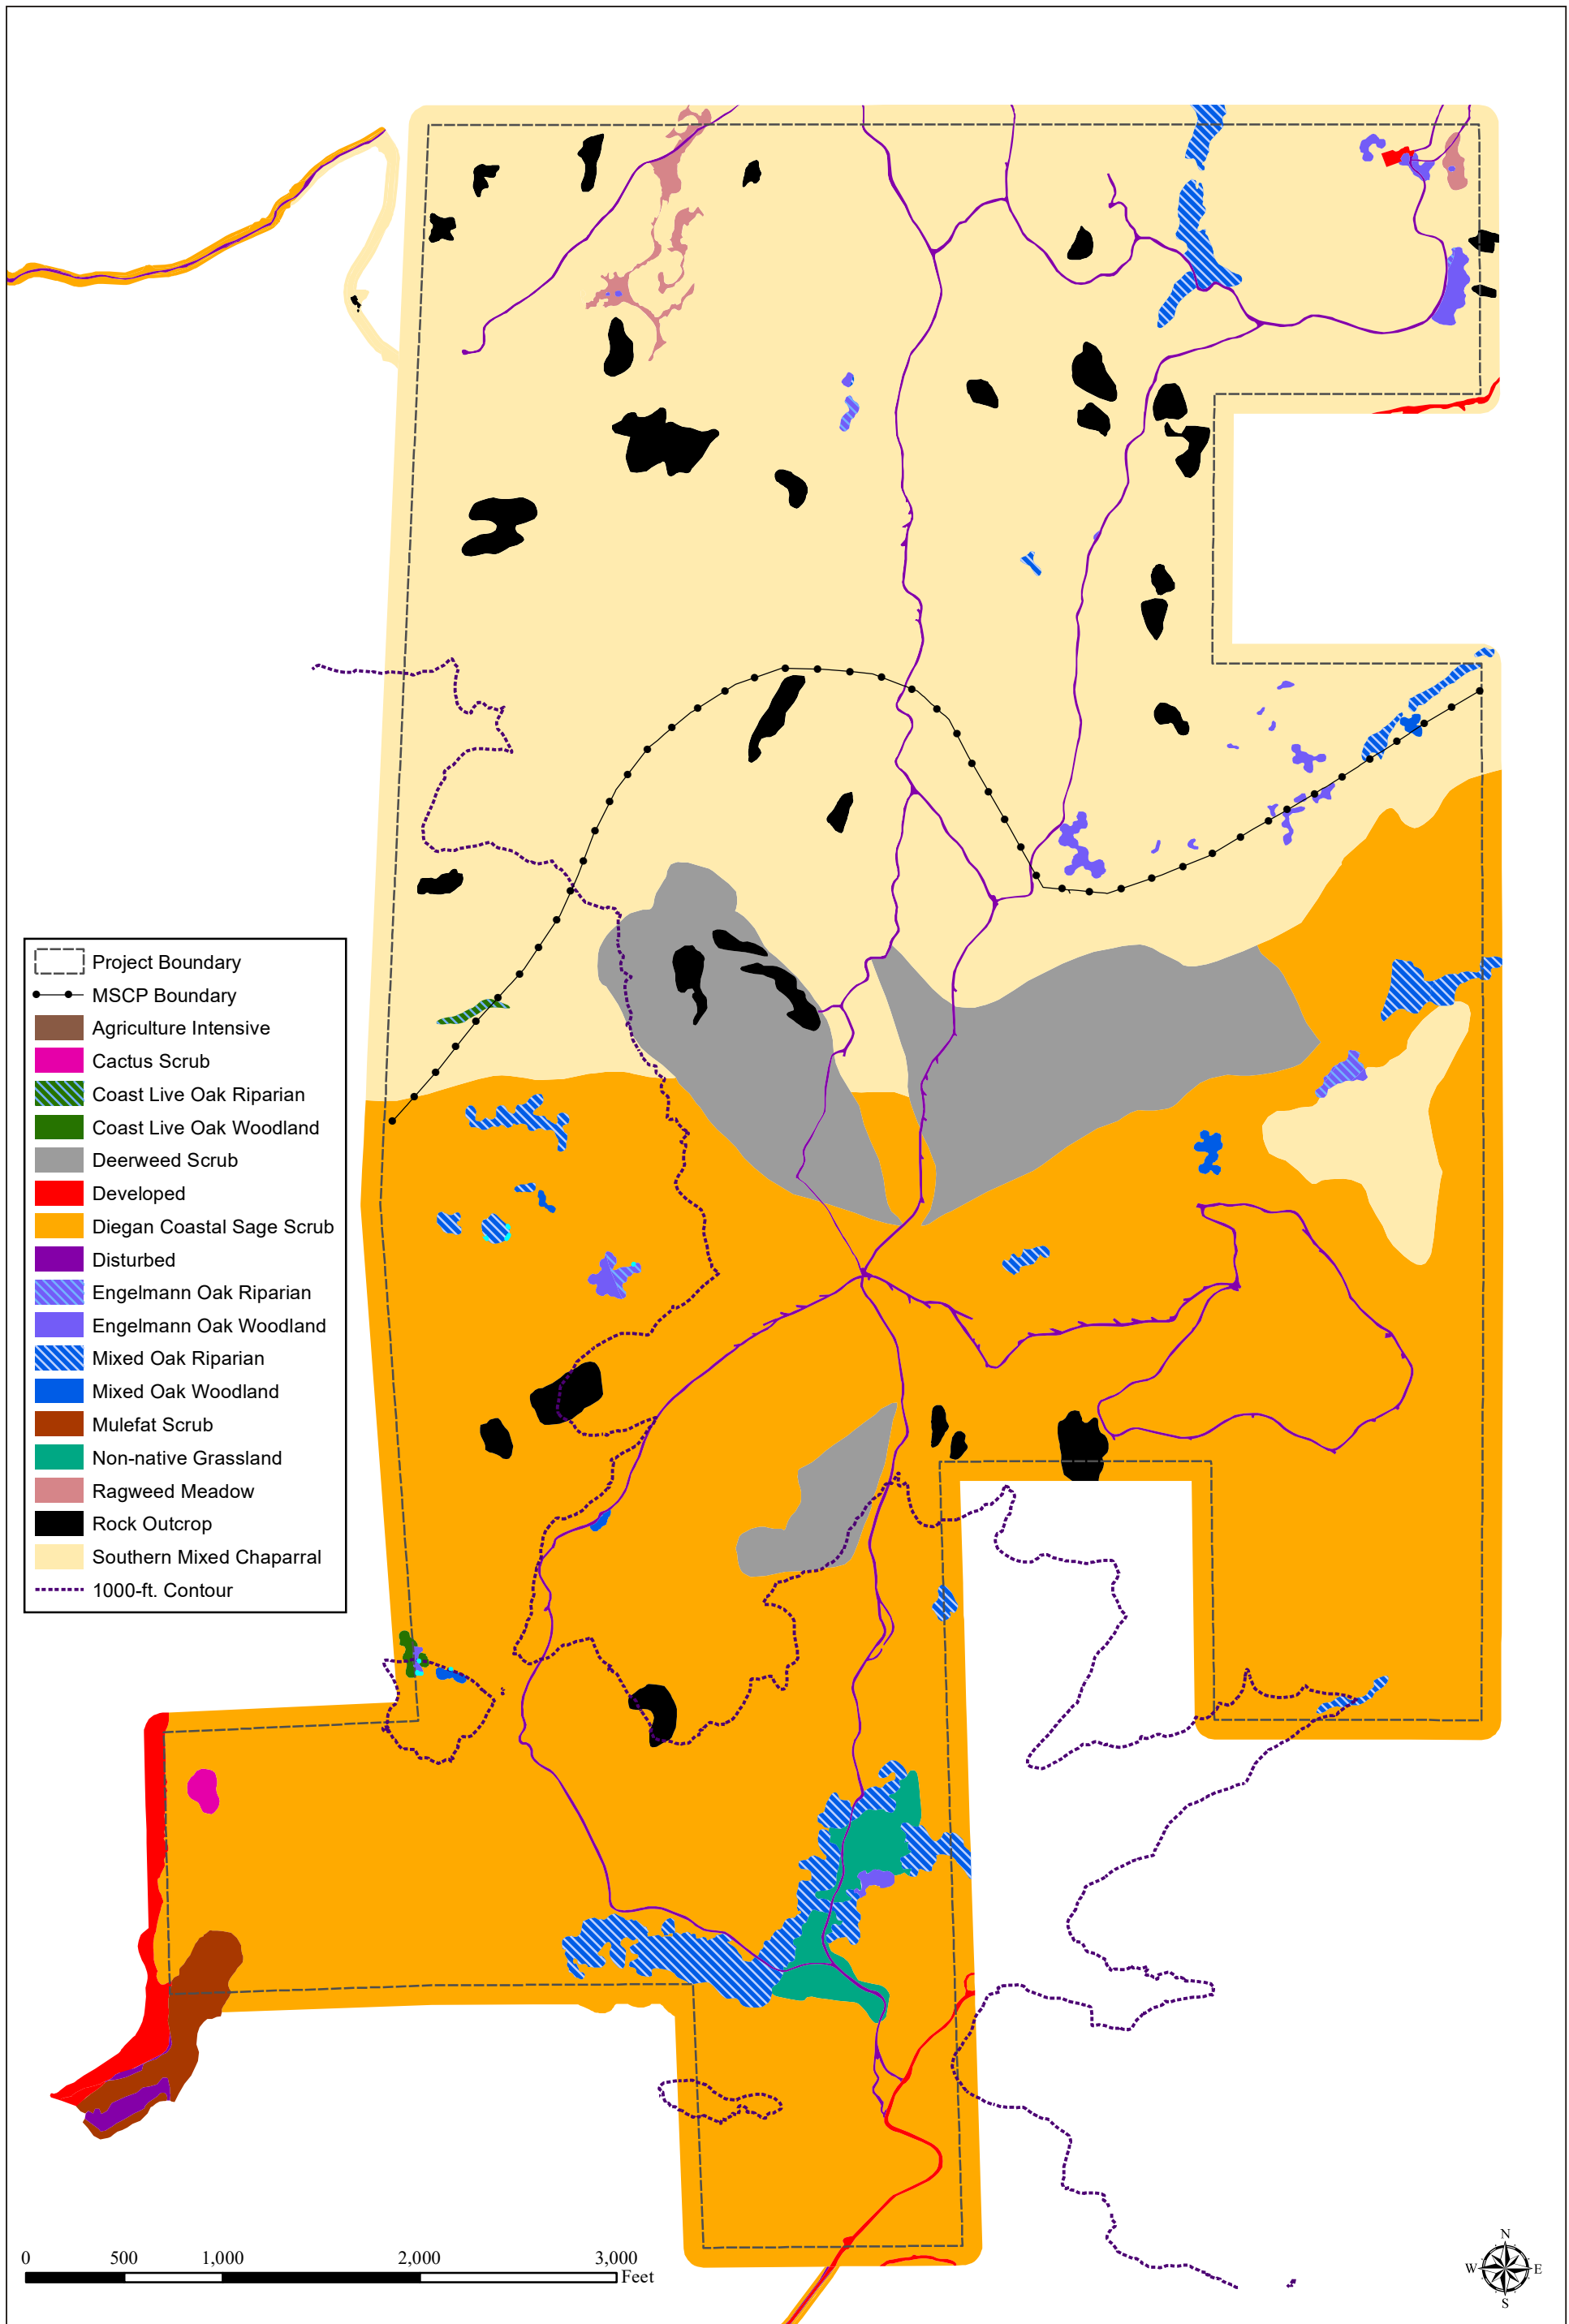 Project Boundary
MSCP Boundary
Agriculture Intensive
Cactus Scrub
Coast Live Oak Riparian
Coast Live Oak Woodland
Deerweed Scrub
Developed
Diegan Coastal Sage Scrub
Disturbed
Engelmann Oak Riparian
Engelmann Oak Woodland
Mixed Oak Riparian
Mixed Oak Woodland
Mulefat Scrub
Non-native Grassland
Ragweed Meadow
Rock Outcrop
Southern Mixed Chaparral
1000-ft. Contour
0 500 1,000 2,000 3,000
Feet
N
W E
S